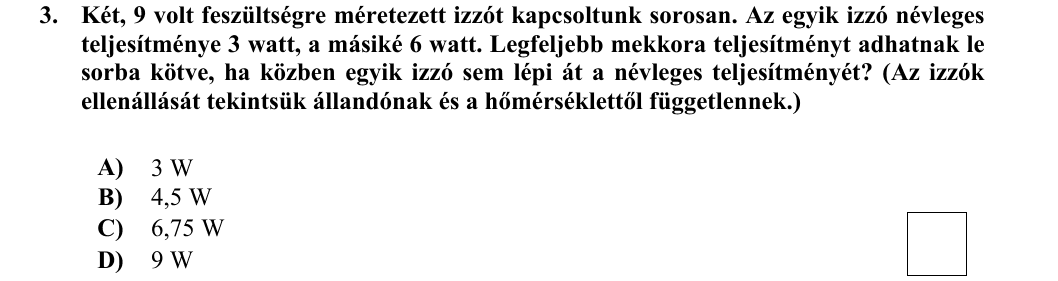 3. Két, 9 volt feszültségre méretezett izzót kapcsoltunk sorosan. Az egyik izzó névleges
teljesítménye 3 watt, a másiké 6 watt. Legfeljebb mekkora teljesítményt adhatnak le
sorba kötve, ha közben egyik izzó sem lépi át a névleges teljesítményét? (Az izzók
ellenállását tekintsük állandónak és a hőmérséklettől függetlennek.)
A) 3 W
B) 4,5 W
C) 6,75 W
D) 9 W